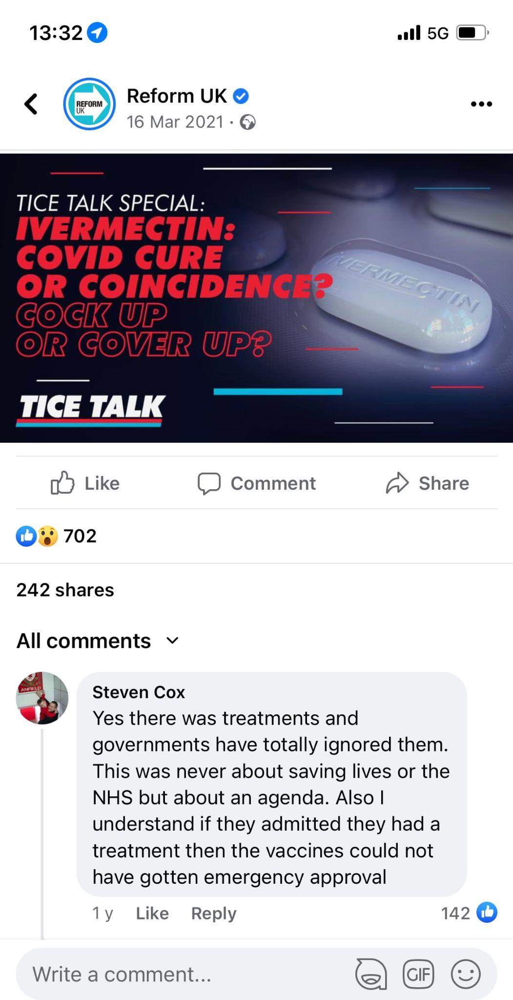 13:32
5G
REFORM
UK
Reform UK
16 Mar 2021 ·
TICE TALK SPECIAL:
IVERMECTIN:
COVID CURE
OR COINCIDENCE?
COCK UP
OR COVER UP?
IVERMECTIN
TICE TALK
Like Comment Share
702
242 shares
All comments
ANFIELD
Steven Cox
Yes there was treatments and
governments have totally ignored them.
This was never about saving lives or the
NHS but about an agenda. Also I
understand if they admitted they had a
treatment then the vaccines could not
have gotten emergency approval
1 y Like Reply 142
Write a comment...
GIF